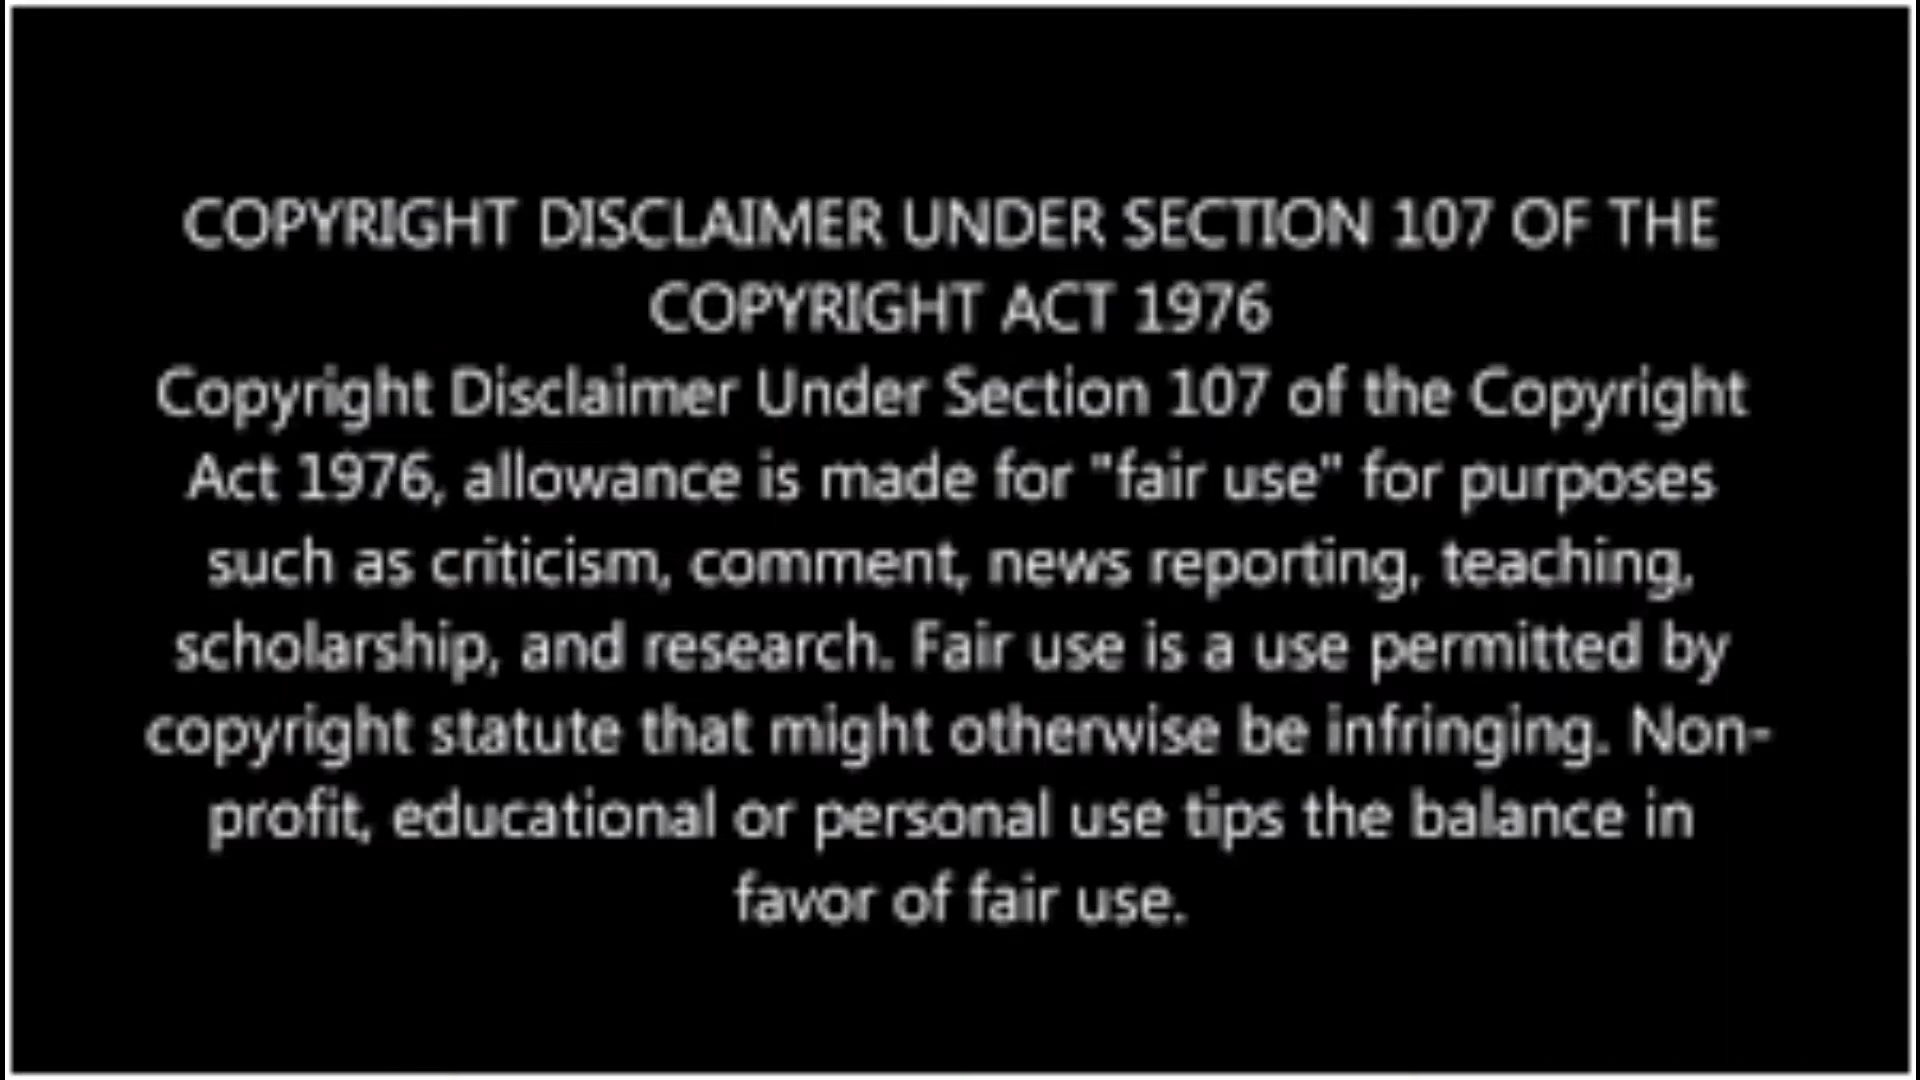 COPYRIGHT DISCLAIMER UNDER SECTION 107 OF THE
COPYRIGHT ACT 1976
Copyright Disclaimer Under Section 107 of the Copyright
Act 1976, allowance is made for "fair use" for purposes
such as criticism, comment, news reporting, teaching,
scholarship, and research. Fair use is a use permitted by
copyright statute that might otherwise be infringing. Non-
profit, educational or personal use tips the balance in
favor of fair use.